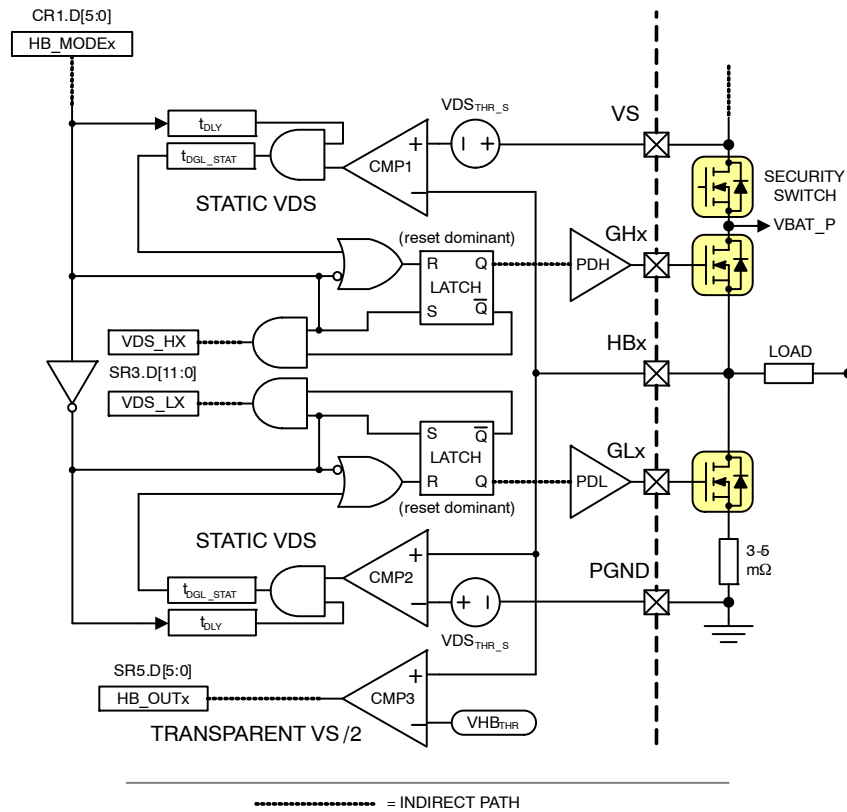 CR1.D[5:0]
HB_MODEx
tDLY
tDGL_STAT
STATIC VDS
CMP1
+
−
VDSTHR_S
− +
VS
SECURITY
SWITCH
VBAT_P
(reset dominant)
R Q
LATCH
S Q
PDH
GHx
VDS_HX
SR3.D[11:0]
VDS_LX
HBx
LOAD
S Q
LATCH
R Q
(reset dominant)
PDL
GLx
STATIC VDS
tDGL_STAT
tDLY
CMP2
+
−
+ −
VDSTHR_S
PGND
3-5
mΩ
SR5.D[5:0]
HB_OUTx
CMP3
+
−
VHBTHR
TRANSPARENT VS/2
= INDIRECT PATH